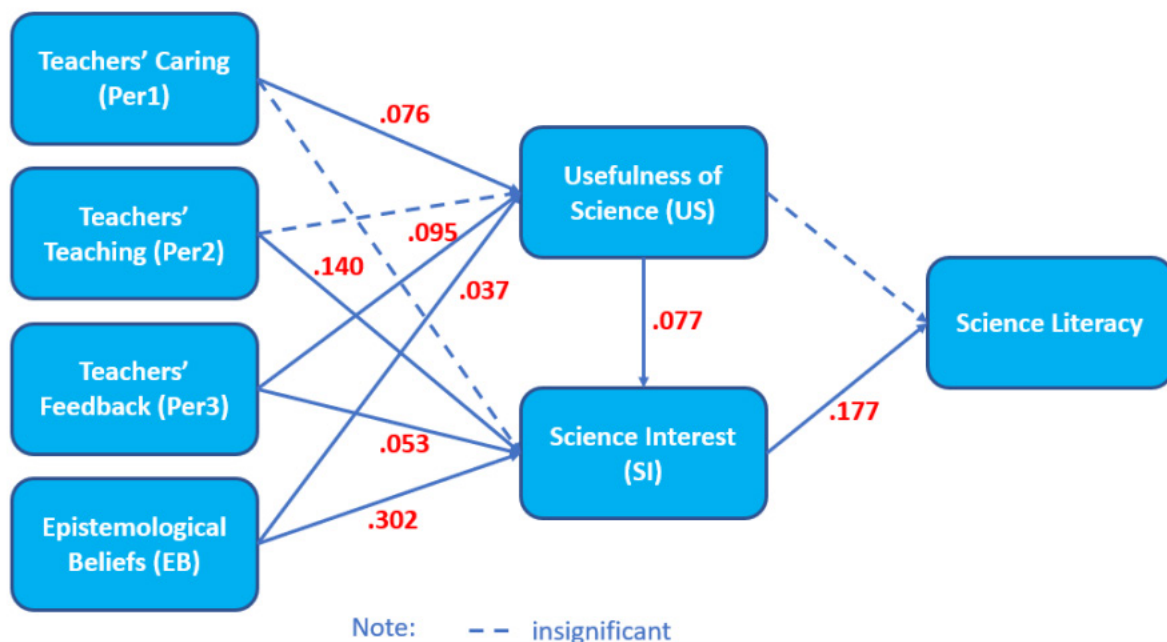 Teachers’ Caring
(Per1)
.076
Usefulness of
Science (US)
Teachers’
Teaching (Per2)
.095
.140
.037
.077
Science Literacy
Teachers’
Feedback (Per3)
.053
Science Interest
(SI)
.177
Epistemological
Beliefs (EB)
.302
Note:
insignificant